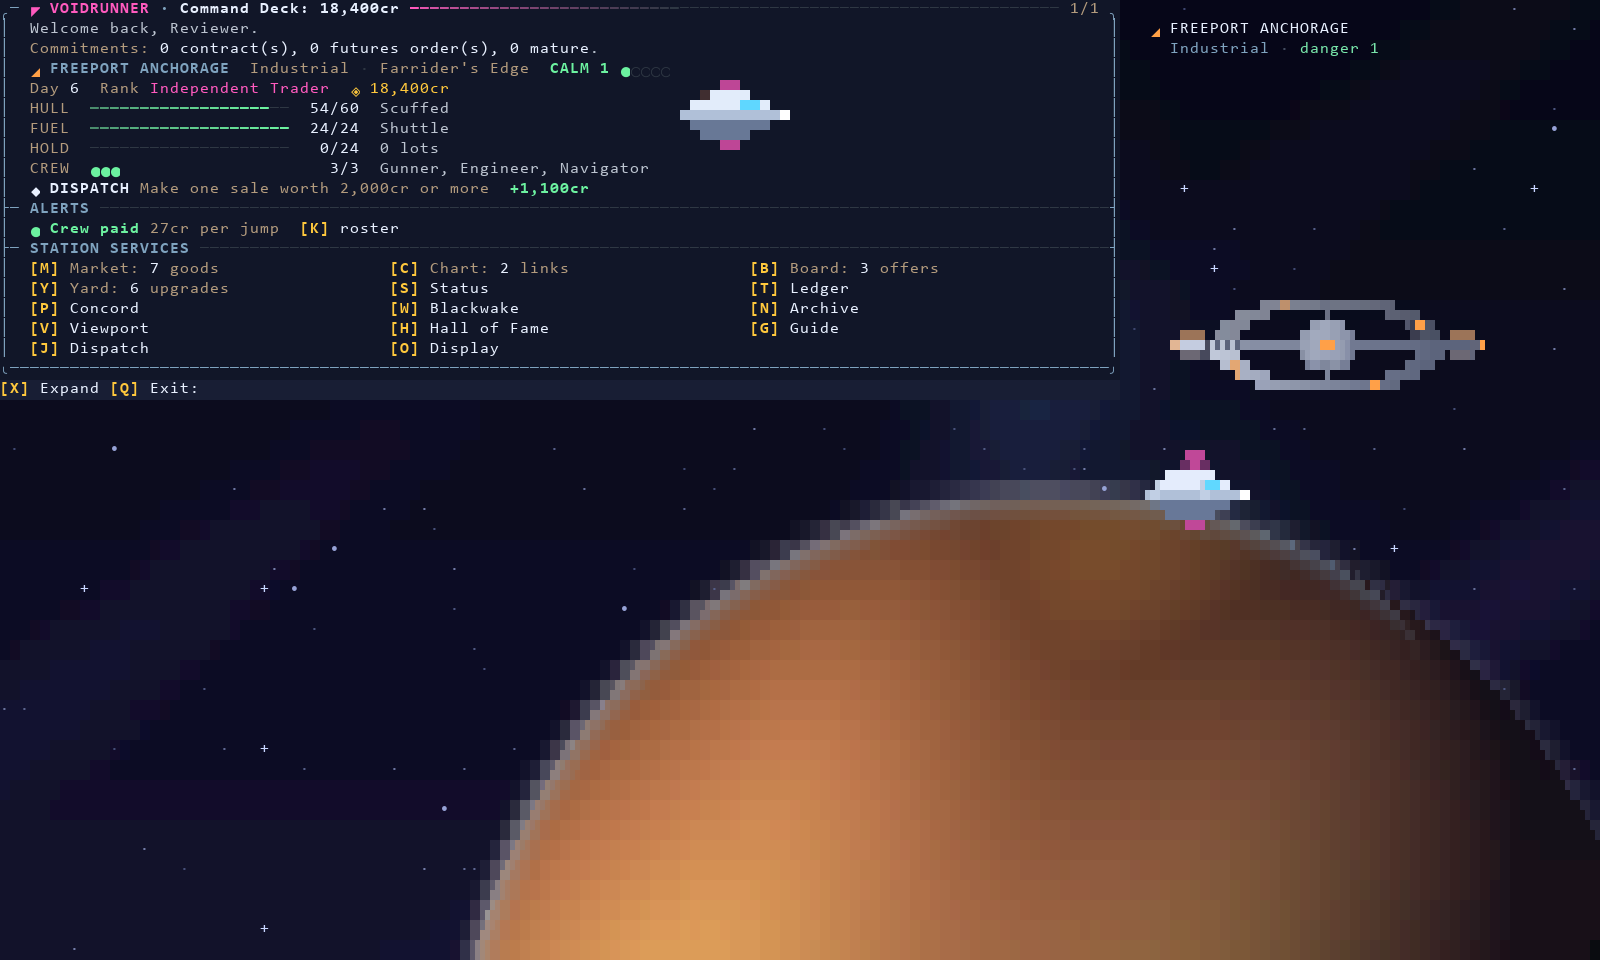 VOIDRUNNER · Command Deck: 18,400cr 1/1
Welcome back, Reviewer.
Commitments: 0 contract(s), 0 futures order(s), 0 mature.
FREEPORT ANCHORAGE Industrial · Farrider's Edge CALM 1
Day 6 Rank Independent Trader ◈ 18,400cr
HULL 54/60 Scuffed
FUEL 24/24 Shuttle
HOLD 0/24 0 lots
CREW 3/3 Gunner, Engineer, Navigator
◆ DISPATCH Make one sale worth 2,000cr or more +1,100cr
ALERTS
● Crew paid 27cr per jump [K] roster
STATION SERVICES
[M] Market: 7 goods [C] Chart: 2 links [B] Board: 3 offers
[Y] Yard: 6 upgrades [S] Status [T] Ledger
[P] Concord [W] Blackwake [N] Archive
[V] Viewport [H] Hall of Fame [G] Guide
[J] Dispatch [O] Display
[X] Expand [Q] Exit:
FREEPORT ANCHORAGE
Industrial · danger 1